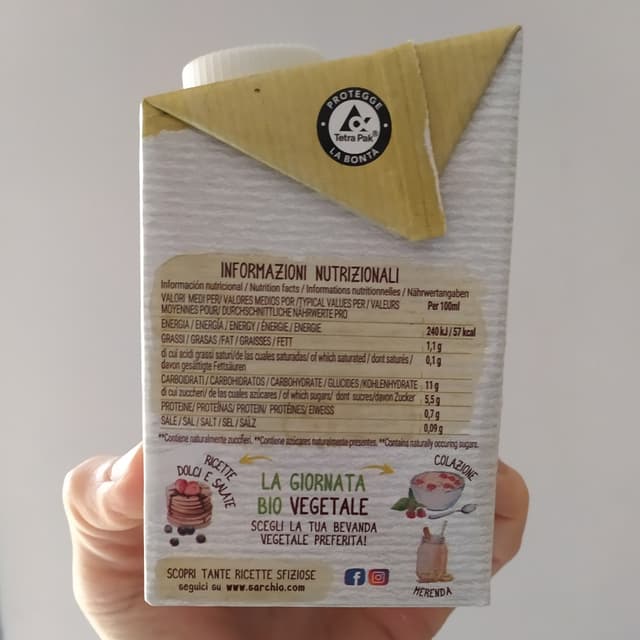 PROTEGGE
Tetra Pak®
LA BONTÀ
INFORMAZIONI NUTRIZIONALI
Información nutricional / Nutrition facts / Informations nutritionnelles / Nährwertangaben
VALORI MEDI PER/ VALORES MEDIOS POR /TYPICAL VALUES PER / VALEURS
MOYENNES POUR/ DURCHSCHNITTLICHE NÄHRWERTE PRO
Per 100ml
ENERGIA / ENERGÍA / ENERGY / ÉNERGIE / ENERGIE 240 kJ / 57 kcal
GRASSI / GRASAS /FAT / GRAISSES / FETT 1,1 g
di cui acidi grassi saturi/de las cuales saturadas/ of which saturated / dont saturés /
davon gesättigte Fettsäuren 0,1 g
CARBOIDRATI / CARBOHIDRATOS / CARBOHYDRATE / GLUCIDES /KOHLENHYDRATE 11 g
di cui zuccheri/ de las cuales azúcares / of which sugars/ dont sucres/davon Zucker 5,5 g
PROTEINE/ PROTEÍNAS/ PROTEIN/ PROTÉINES/ EIWEISS 0,7 g
SALE / SAL / SALT / SEL / SALZ 0,09 g
**Contiene naturalmente zuccheri. **Contiene azúcares naturalmente presentes. **Contains naturally occuring sugars.
RICETTE
DOLCI E SALATE
COLAZIONE
LA GIORNATA
BIO VEGETALE
SCEGLI LA TUA BEVANDA
VEGETALE PREFERITA!
MERENDA
SCOPRI TANTE RICETTE SFIZIOSE
seguici su www.sarchio.com